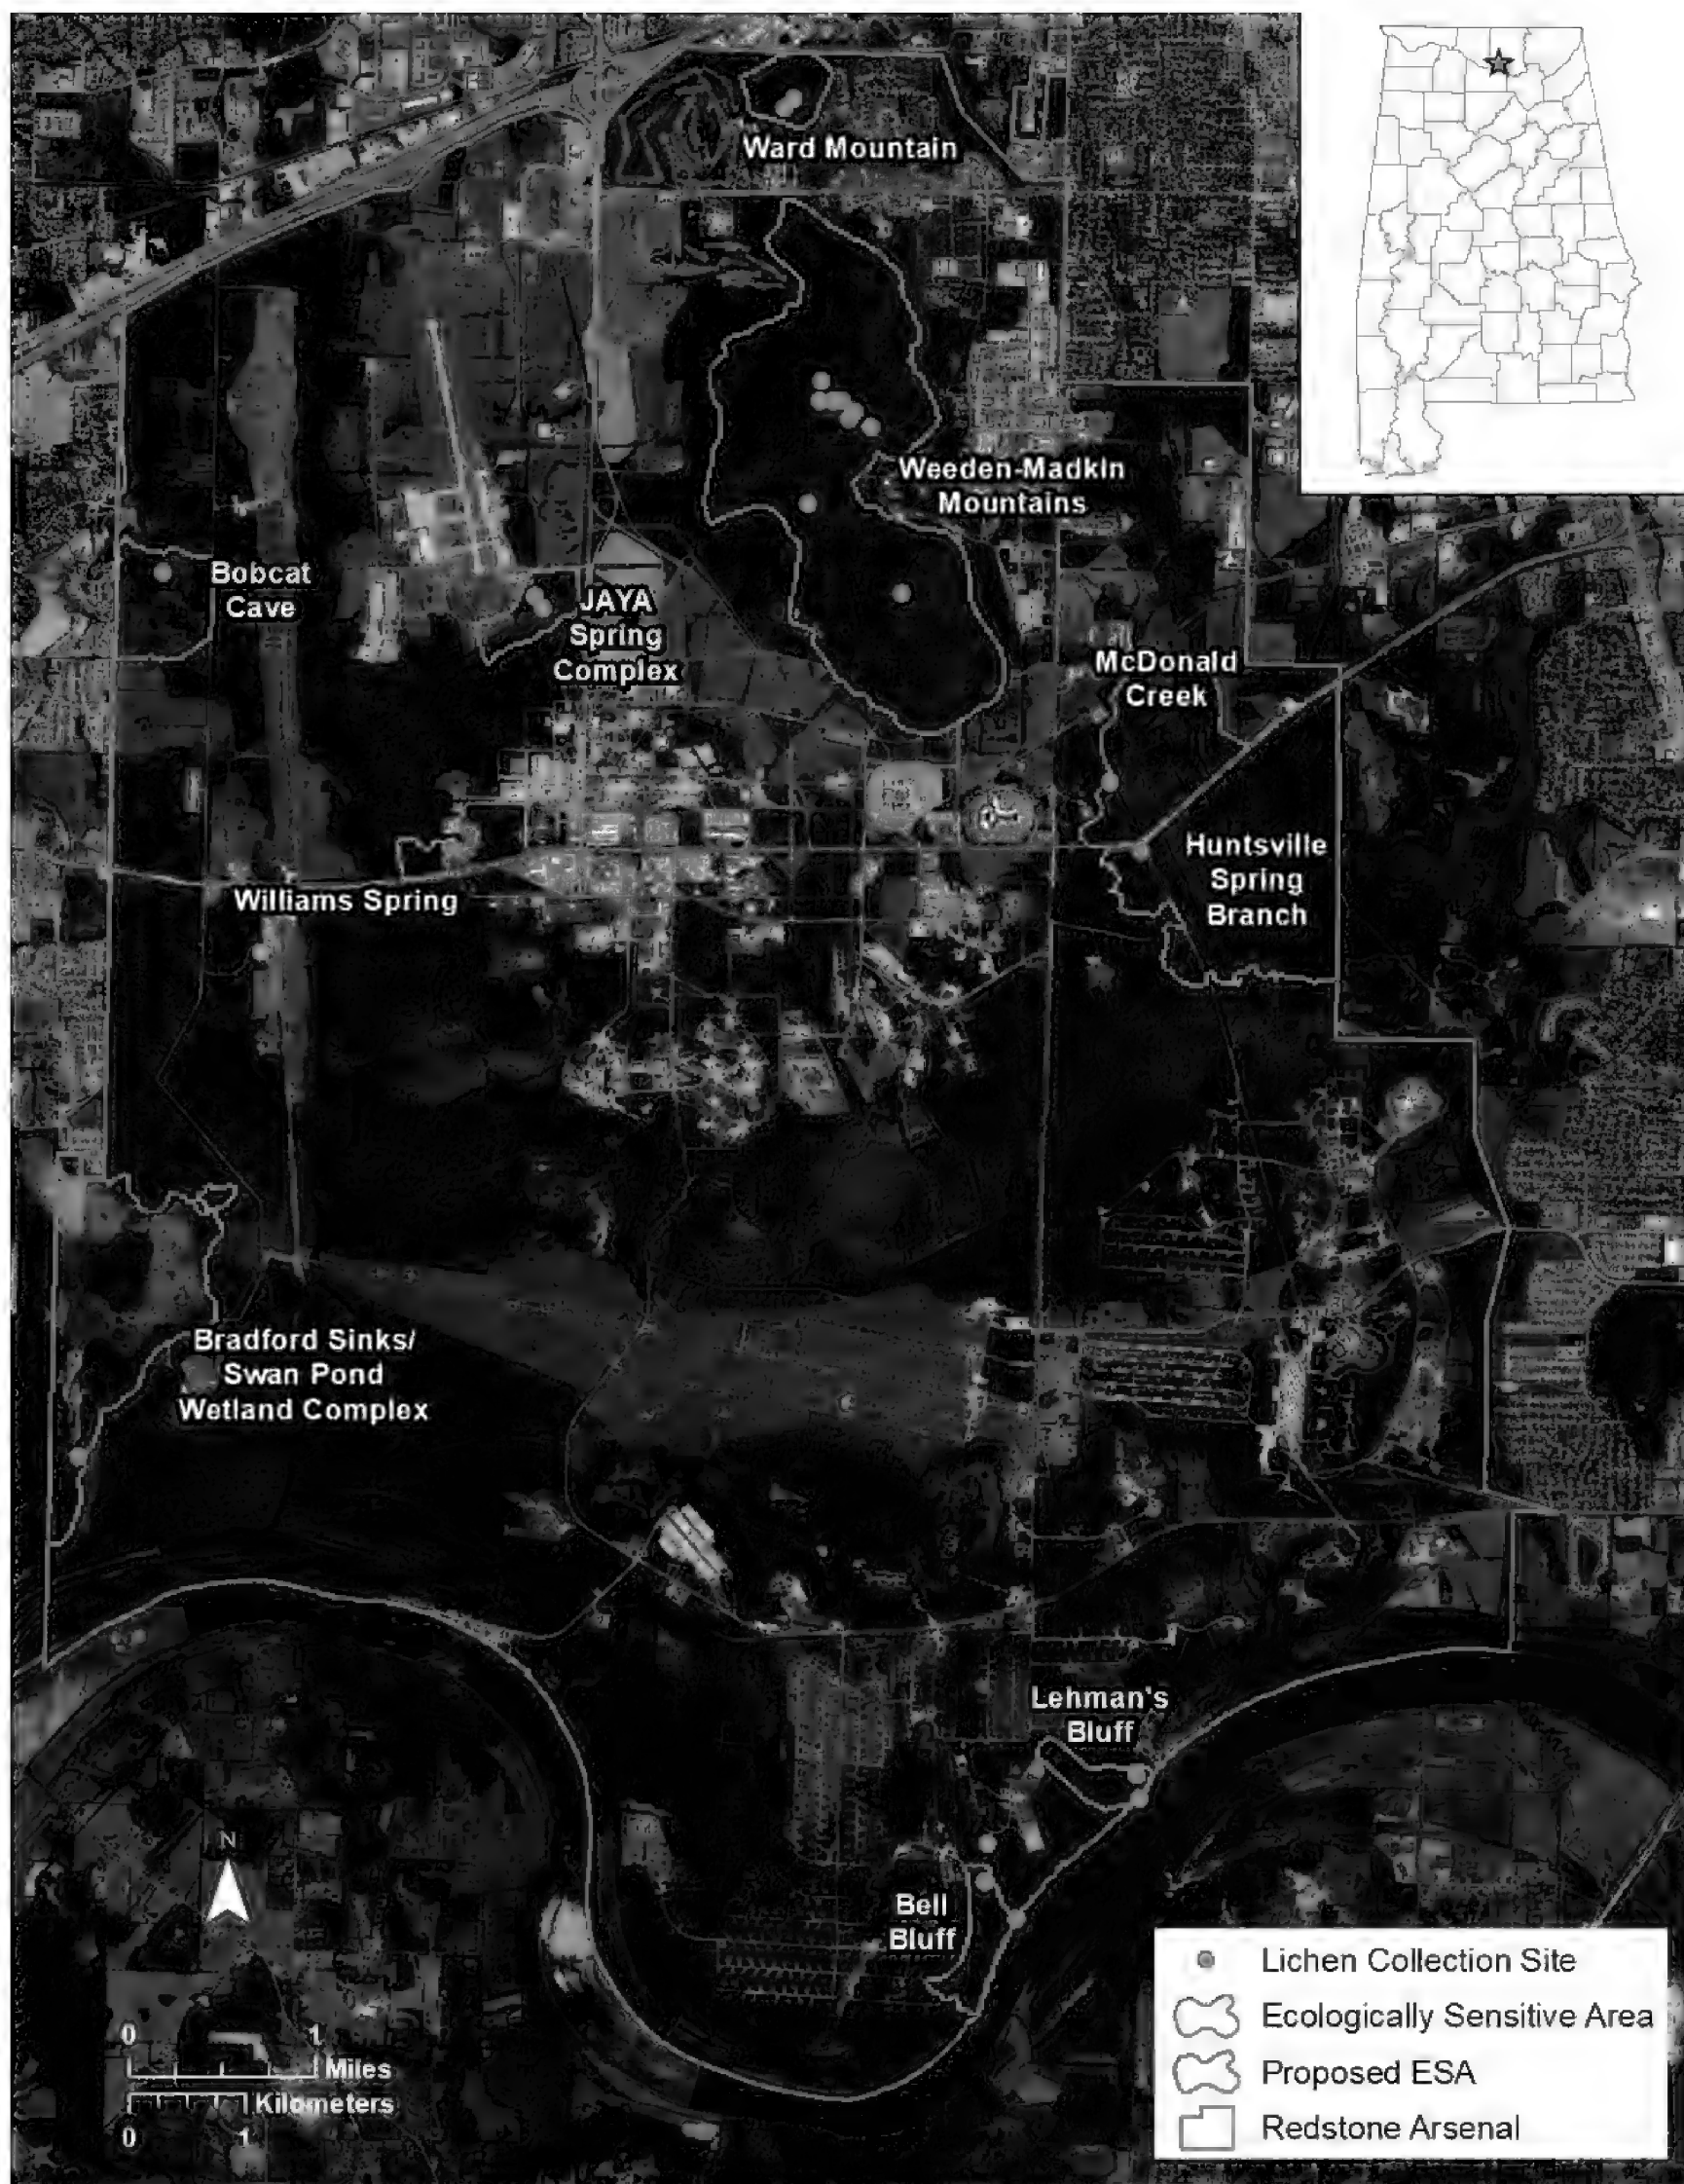 Ward Mountain
Weeden-Madkin
Mountains
Bobcat
Cave
JAYA
Spring
Complex
McDonald
Creek
Huntsville
Spring
Branch
Williams Spring
Bradford Sinks/
Swan Pond
Wetland Complex
Lehman's
Bluff
Bell
Bluff
N
0 1
Miles
Kilometers
0 1
Lichen Collection Site
Ecologically Sensitive Area
Proposed ESA
Redstone Arsenal